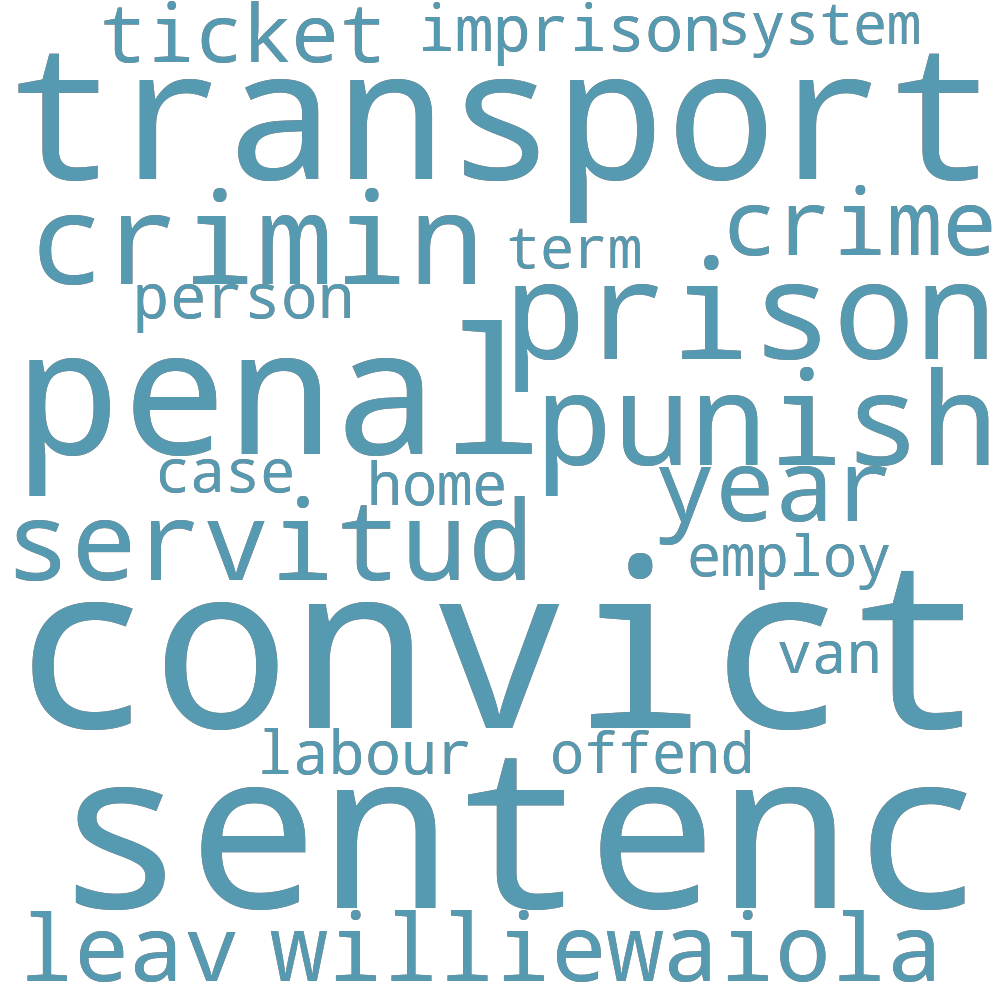 ticket imprison system
transport
crimin term crime
person prison
penal punish
case home year
servitud employ
convict
van
labour offend
sentenc
leav williewaiola